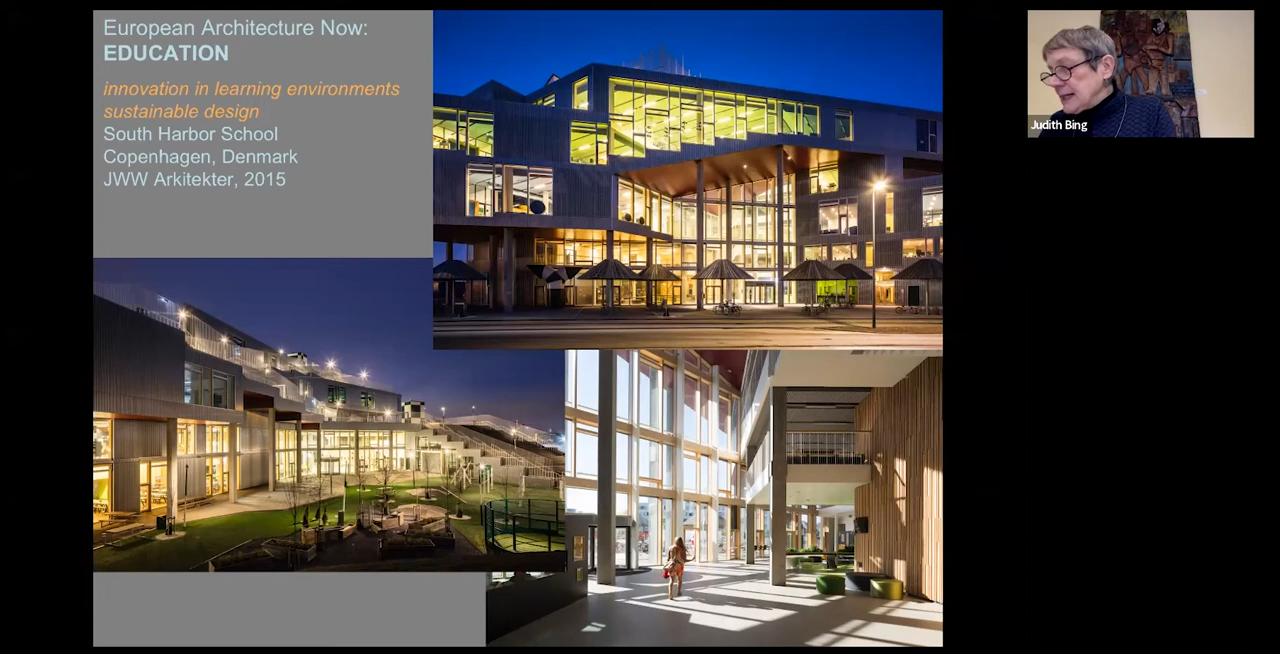 European Architecture Now:
EDUCATION
innovation in learning environments
sustainable design
South Harbor School
Copenhagen, Denmark
JWW Arkitekter, 2015
Judith Bing